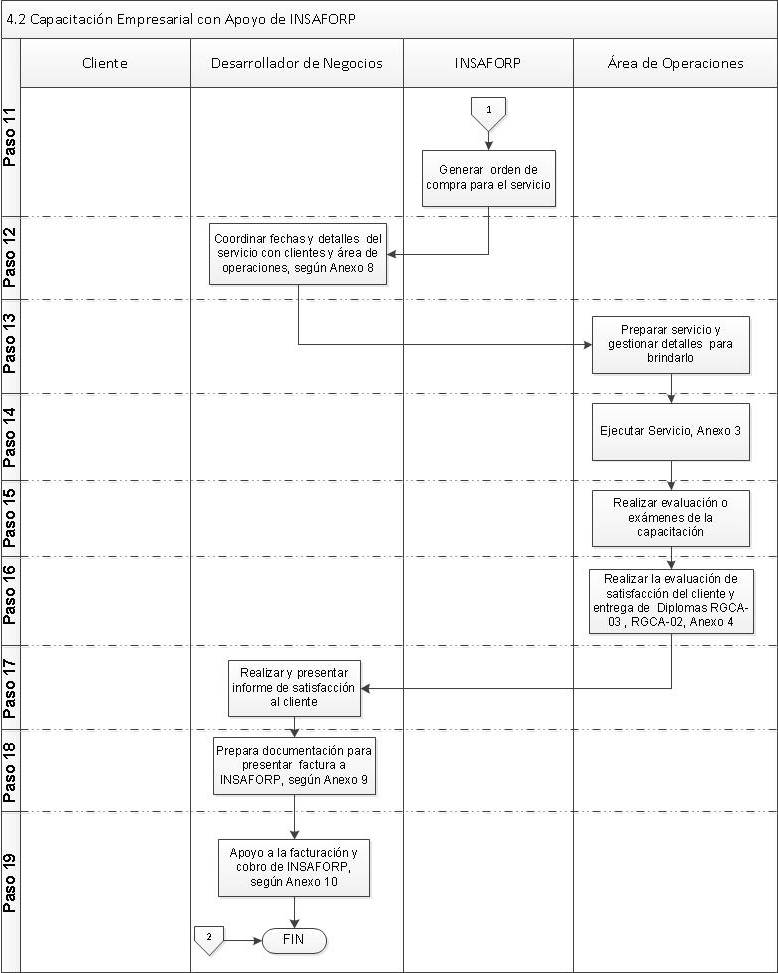 4.2 Capacitación Empresarial con Apoyo de INSAFORP
Cliente
Desarrollador de Negocios
INSAFORP
Área de Operaciones
Paso 11
1
Generar orden de
compra para el servicio
Paso 12
Coordinar fechas y detalles del
servicio con clientes y área de
operaciones, según Anexo 8
Paso 13
Preparar servicio y
gestionar detalles para
brindarlo
Paso 14
Ejecutar Servicio, Anexo 3
Paso 15
Realizar evaluación o
exámenes de la
capacitación
Paso 16
Realizar la evaluación de
satisfacción del cliente y
entrega de Diplomas RGCA-
03 , RGCA-02, Anexo 4
Paso 17
Realizar y presentar
informe de satisfacción
al cliente
Paso 18
Prepara documentación para
presentar factura a
INSAFORP, según Anexo 9
Paso 19
Apoyo a la facturación y
cobro de INSAFORP,
según Anexo 10
2
FIN